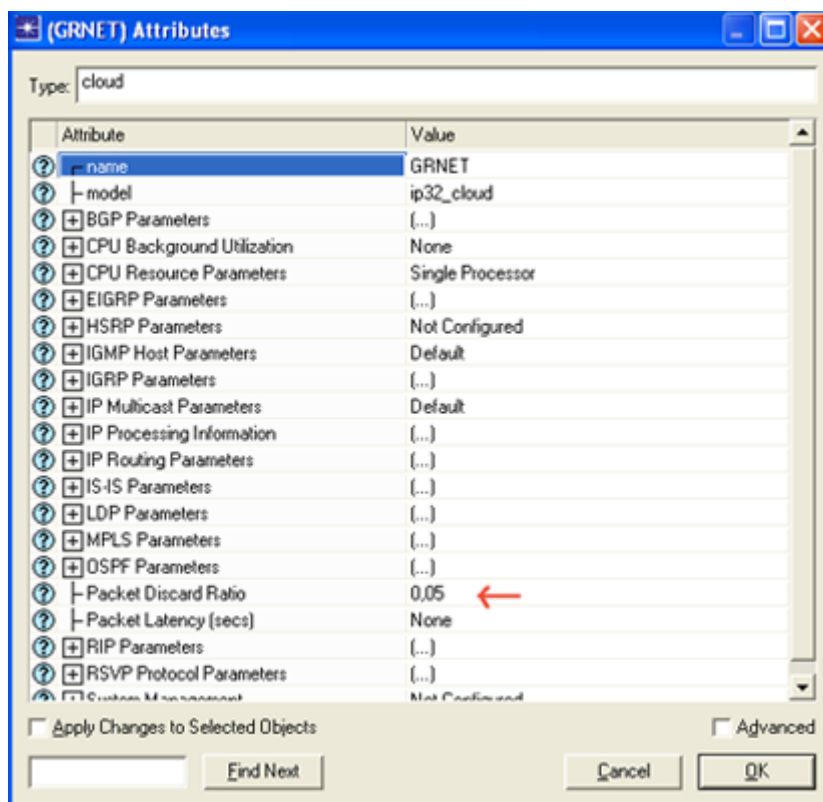 (GRNET) Attributes
Type: cloud
Attribute Value
name GRNET
model ip32_cloud
BGP Parameters (...)
CPU Background Utilization None
CPU Resource Parameters Single Processor
EIGRP Parameters (...)
HSRP Parameters Not Configured
IGMP Host Parameters Default
IGRP Parameters (...)
IP Multicast Parameters Default
IP Processing Information (...)
IP Routing Parameters (...)
IS-IS Parameters (...)
LDP Parameters (...)
MPLS Parameters (...)
OSPF Parameters (...)
Packet Discard Ratio 0,05
Packet Latency (secs) None
RIP Parameters (...)
RSVP Protocol Parameters (...)
System Management Not Configured
Apply Changes to Selected Objects Advanced
Find Next Cancel OK